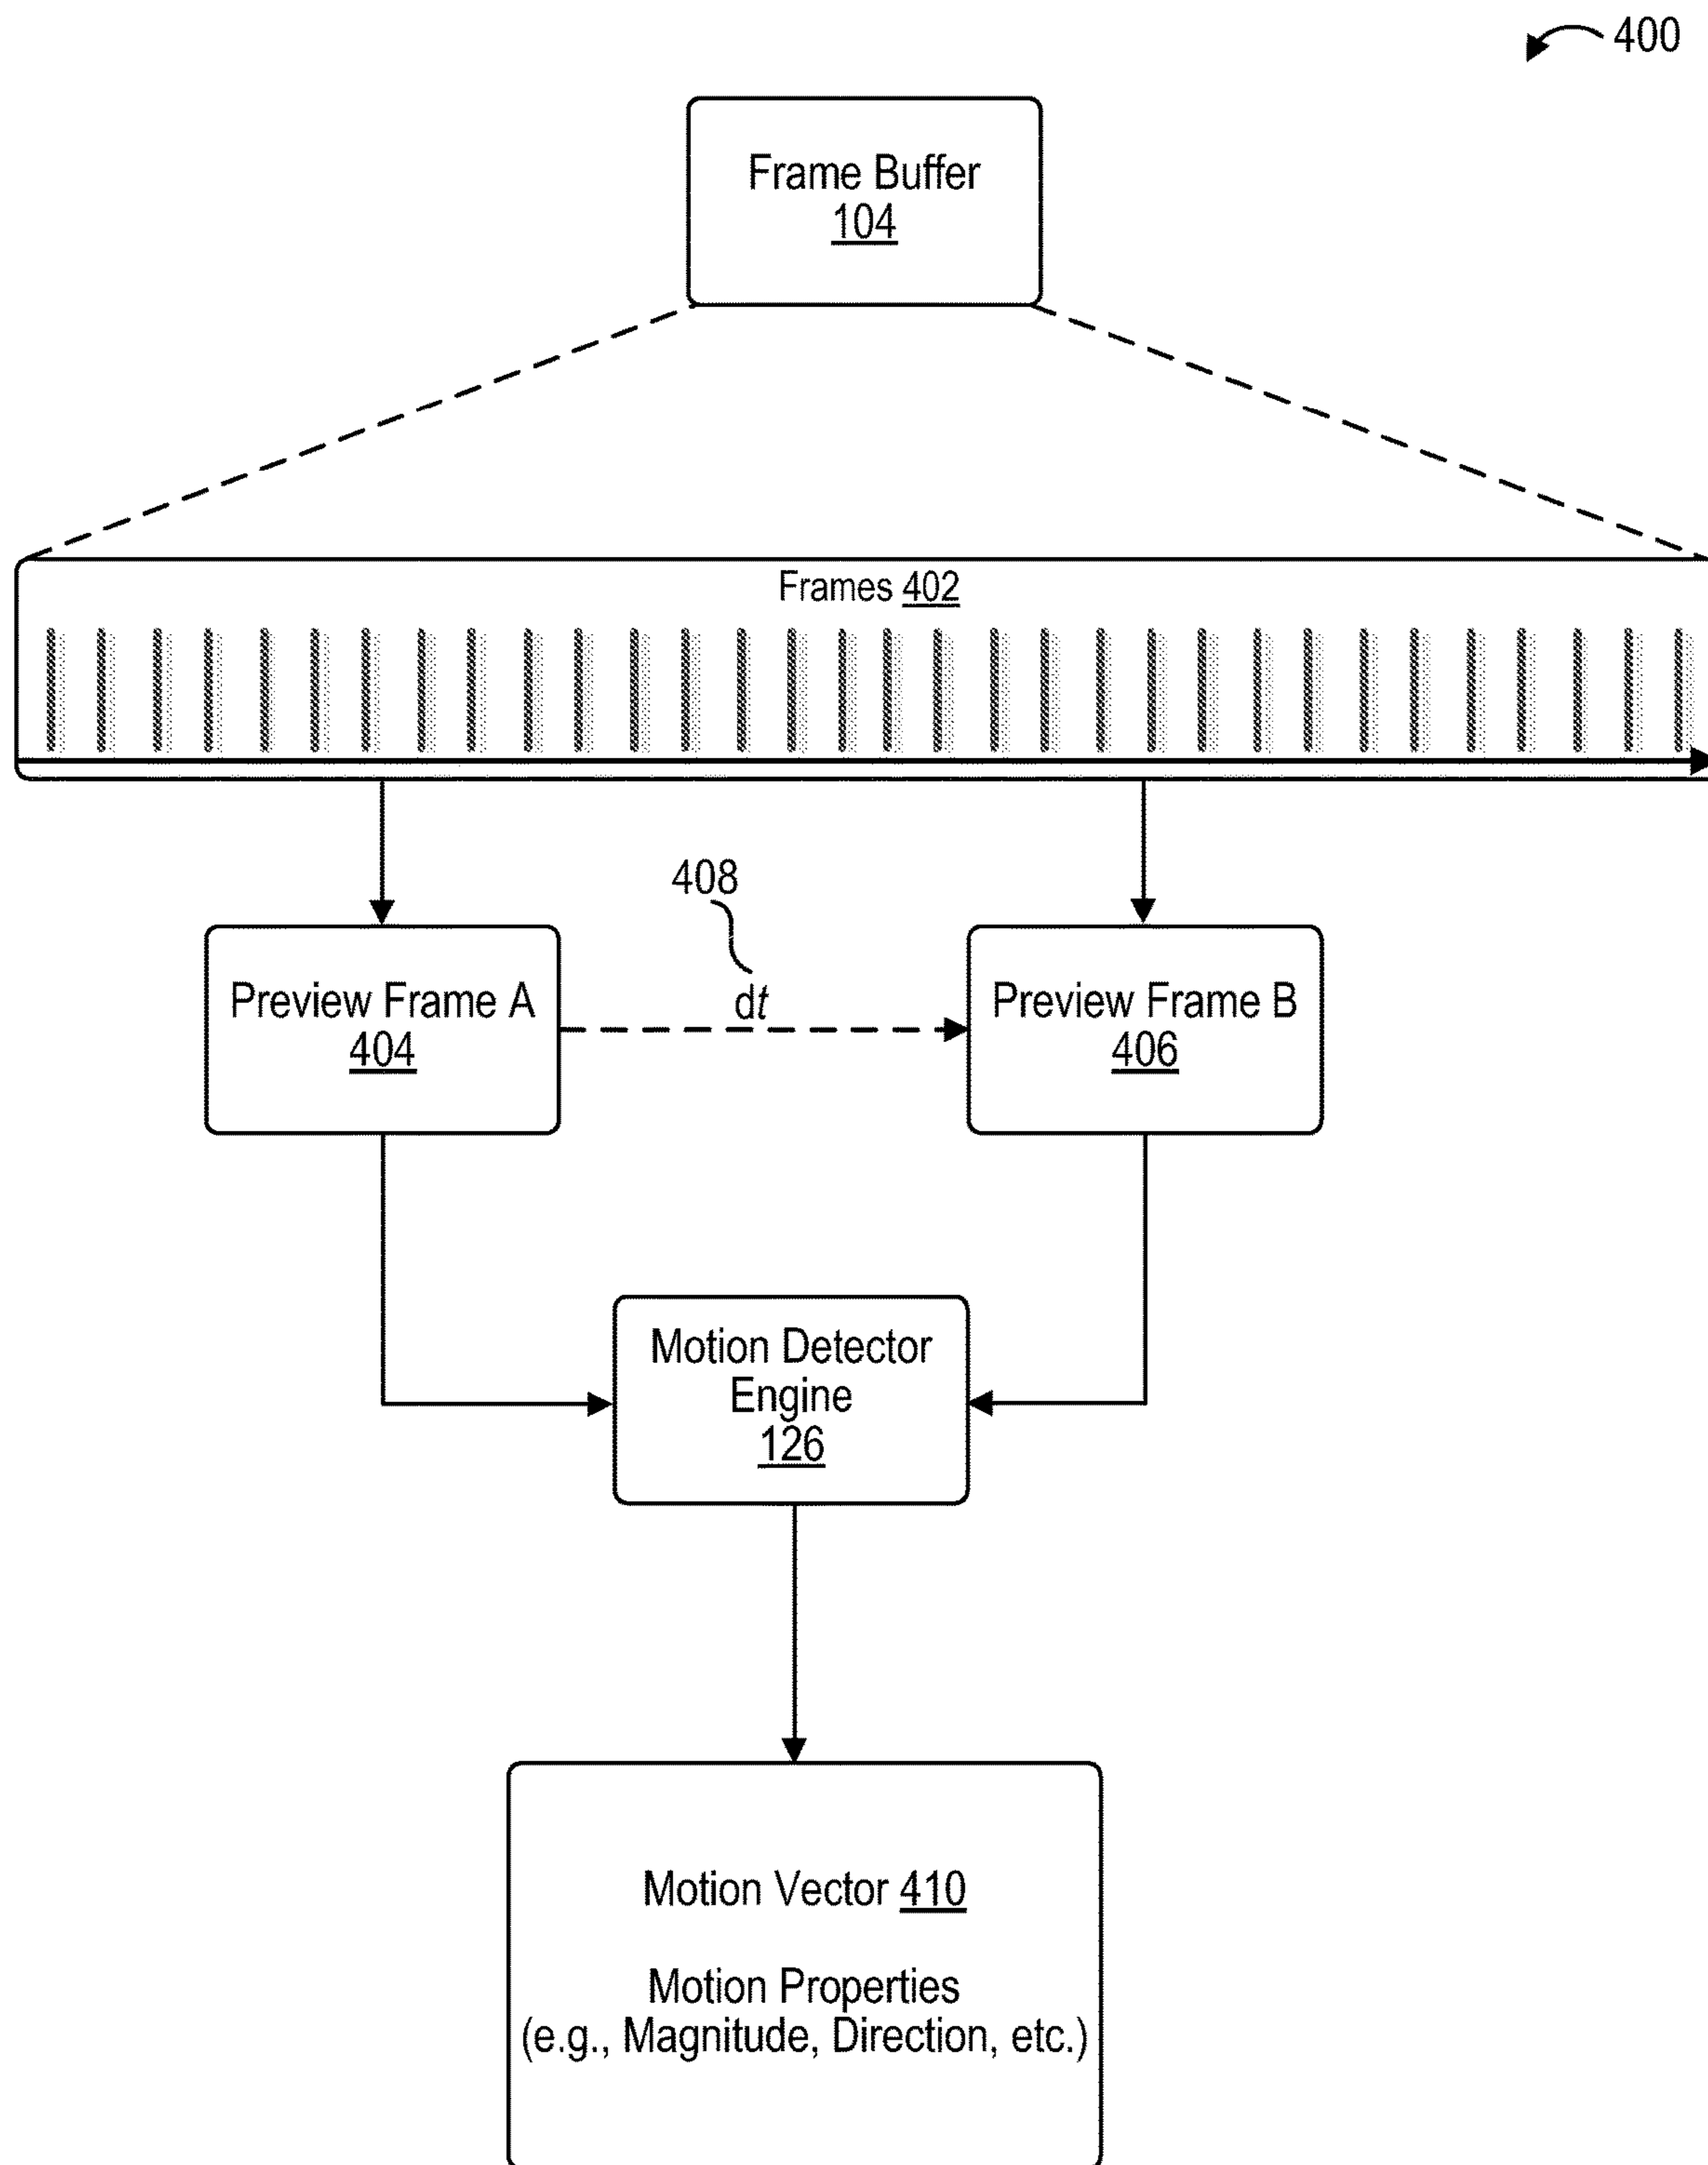 400
Frame Buffer
104
Frames 402
408
dt
Preview Frame A
404
Preview Frame B
406
Motion Detector
Engine
126
Motion Vector 410
Motion Properties
(e.g., Magnitude, Direction, etc.)